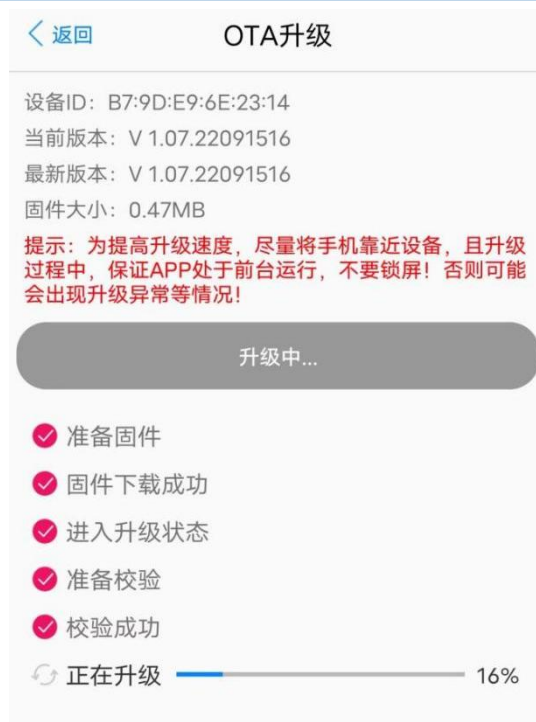 返回 OTA升级
设备ID：B7:9D:E9:6E:23:14
当前版本：V 1.07.22091516
最新版本：V 1.07.22091516
固件大小：0.47MB
提示：为提高升级速度，尽量将手机靠近设备，且升级
过程中，保证APP处于前台运行，不要锁屏！否则可能
会出现升级异常等情况！
升级中...
准备固件
固件下载成功
进入升级状态
准备校验
校验成功
正在升级 16%